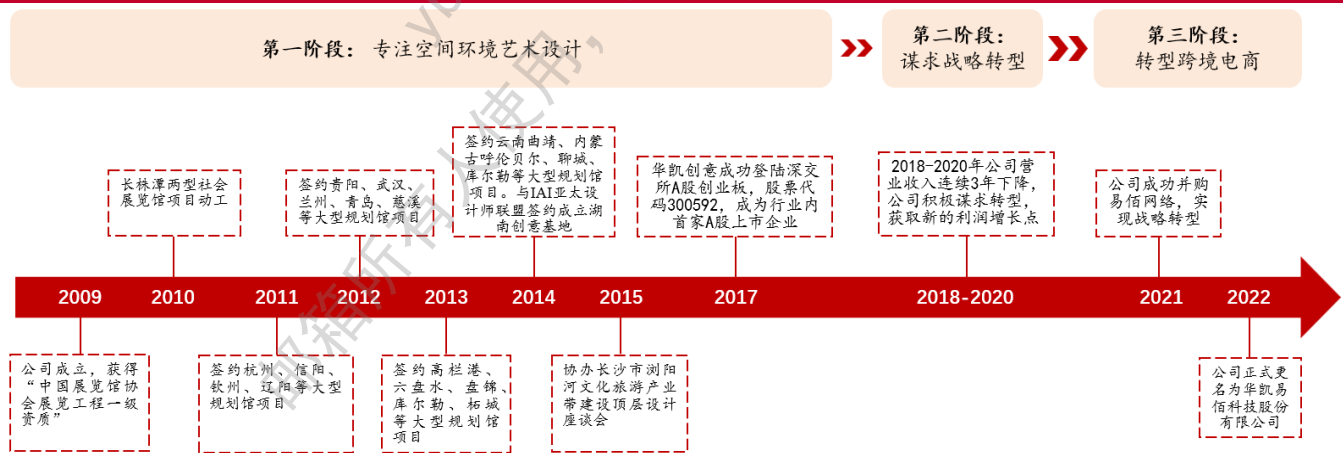 第一阶段： 专注空间环境艺术设计
第二阶段：
谋求战略转型
第三阶段：
转型跨境电商
长株潭两型社会
展览馆项目动工
签约贵阳、武汉、
兰州、青岛、慈溪
等大型规划馆项目
签约云南曲靖、内蒙
古呼伦贝尔、聊城、
库尔勒等大型规划馆
项目。与IAI亚太设
计师联盟签约成立湖
南创意基地
华凯创意成功登陆深交
所A股创业板，股票代
码300592，成为行业内
首家A股上市企业
2018-2020年公司营
业收入连续3年下降，
公司积极谋求转型，
获取新的利润增长点
公司成功并购
易佰网络，实
现战略转型
2009
2010
2011
2012
2013
2014
2015
2017
2018-2020
2021
2022
公司成立，获得
“中国展览馆协
会展览工程一级
资质”
签约杭州、信阳、
钦州、辽阳等大型
规划馆项目
签约高栏港、
六盘水、盘锦、
库尔勒、柘城
等大型规划馆
项目
协办长沙市浏阳
河文化旅游产业
带建设顶层设计
座谈会
公司正式更
名为华凯易
佰科技股份
有限公司
邮箱所有人使用，